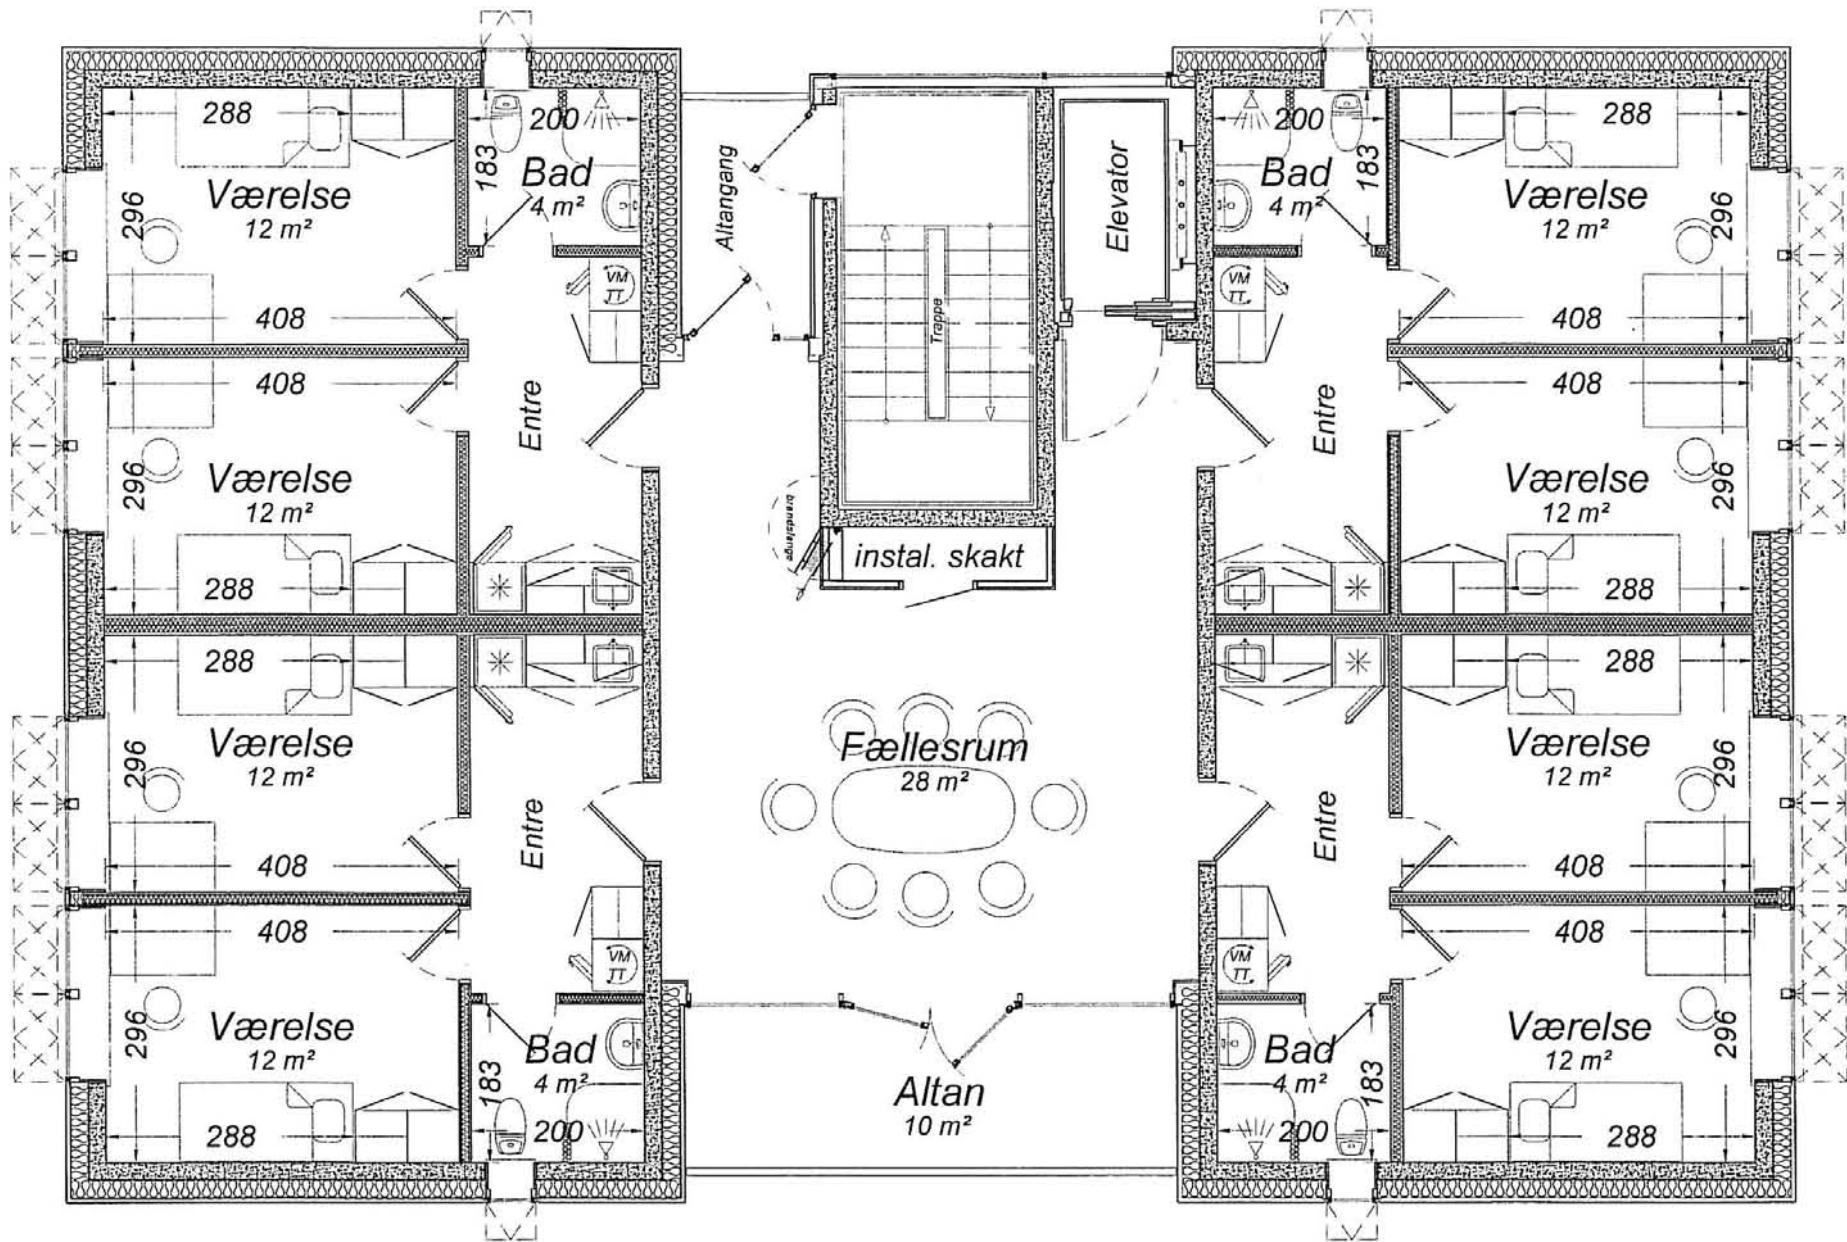 288
200
183
Bad
4 m²
Værelse
12 m²
296
408
VM
TT
Altangang
Trappe
Elevator
200
183
Bad
4 m²
288
Værelse
12 m²
296
408
VM
TT
408
Værelse
12 m²
296
288
Entre
brandslange
instal. skakt
Entre
408
Værelse
12 m²
296
288
288
Værelse
12 m²
296
408
Entre
Fællesrum
28 m²
Entre
288
Værelse
12 m²
296
408
408
Værelse
12 m²
296
288
VM
TT
Bad
4 m²
183
200
Altan
10 m²
VM
TT
Bad
4 m²
183
200
408
Værelse
12 m²
296
288